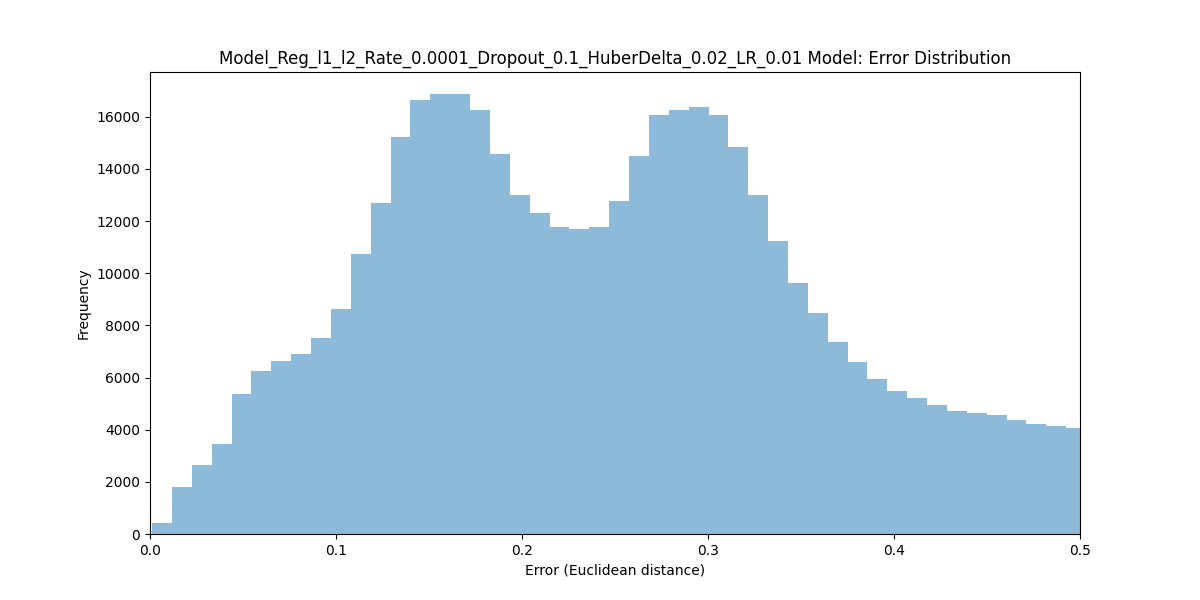 Model_Reg_l1_l2_Rate_0.0001_Dropout_0.1_HuberDelta_0.02_LR_0.01 Model: Error Distribution
16000
14000
12000
10000
8000
6000
4000
2000
0
Frequency
0.0 0.1 0.2 0.3 0.4 0.5
Error (Euclidean distance)